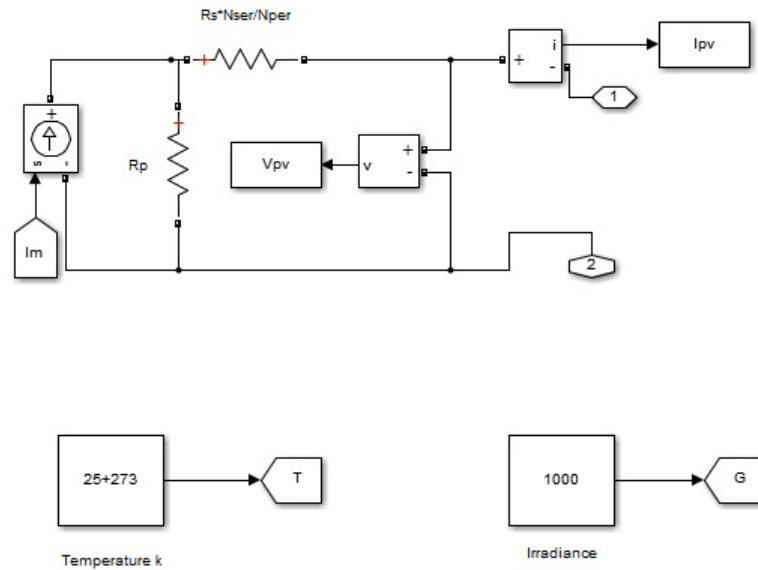 Rs*Nser/Nper
+
i
+
-
Ipv
1
+
s
-
+
Rp
Vpv
v
+
-
Im
2
25+273
T
1000
G
Temperature k
Irradiance